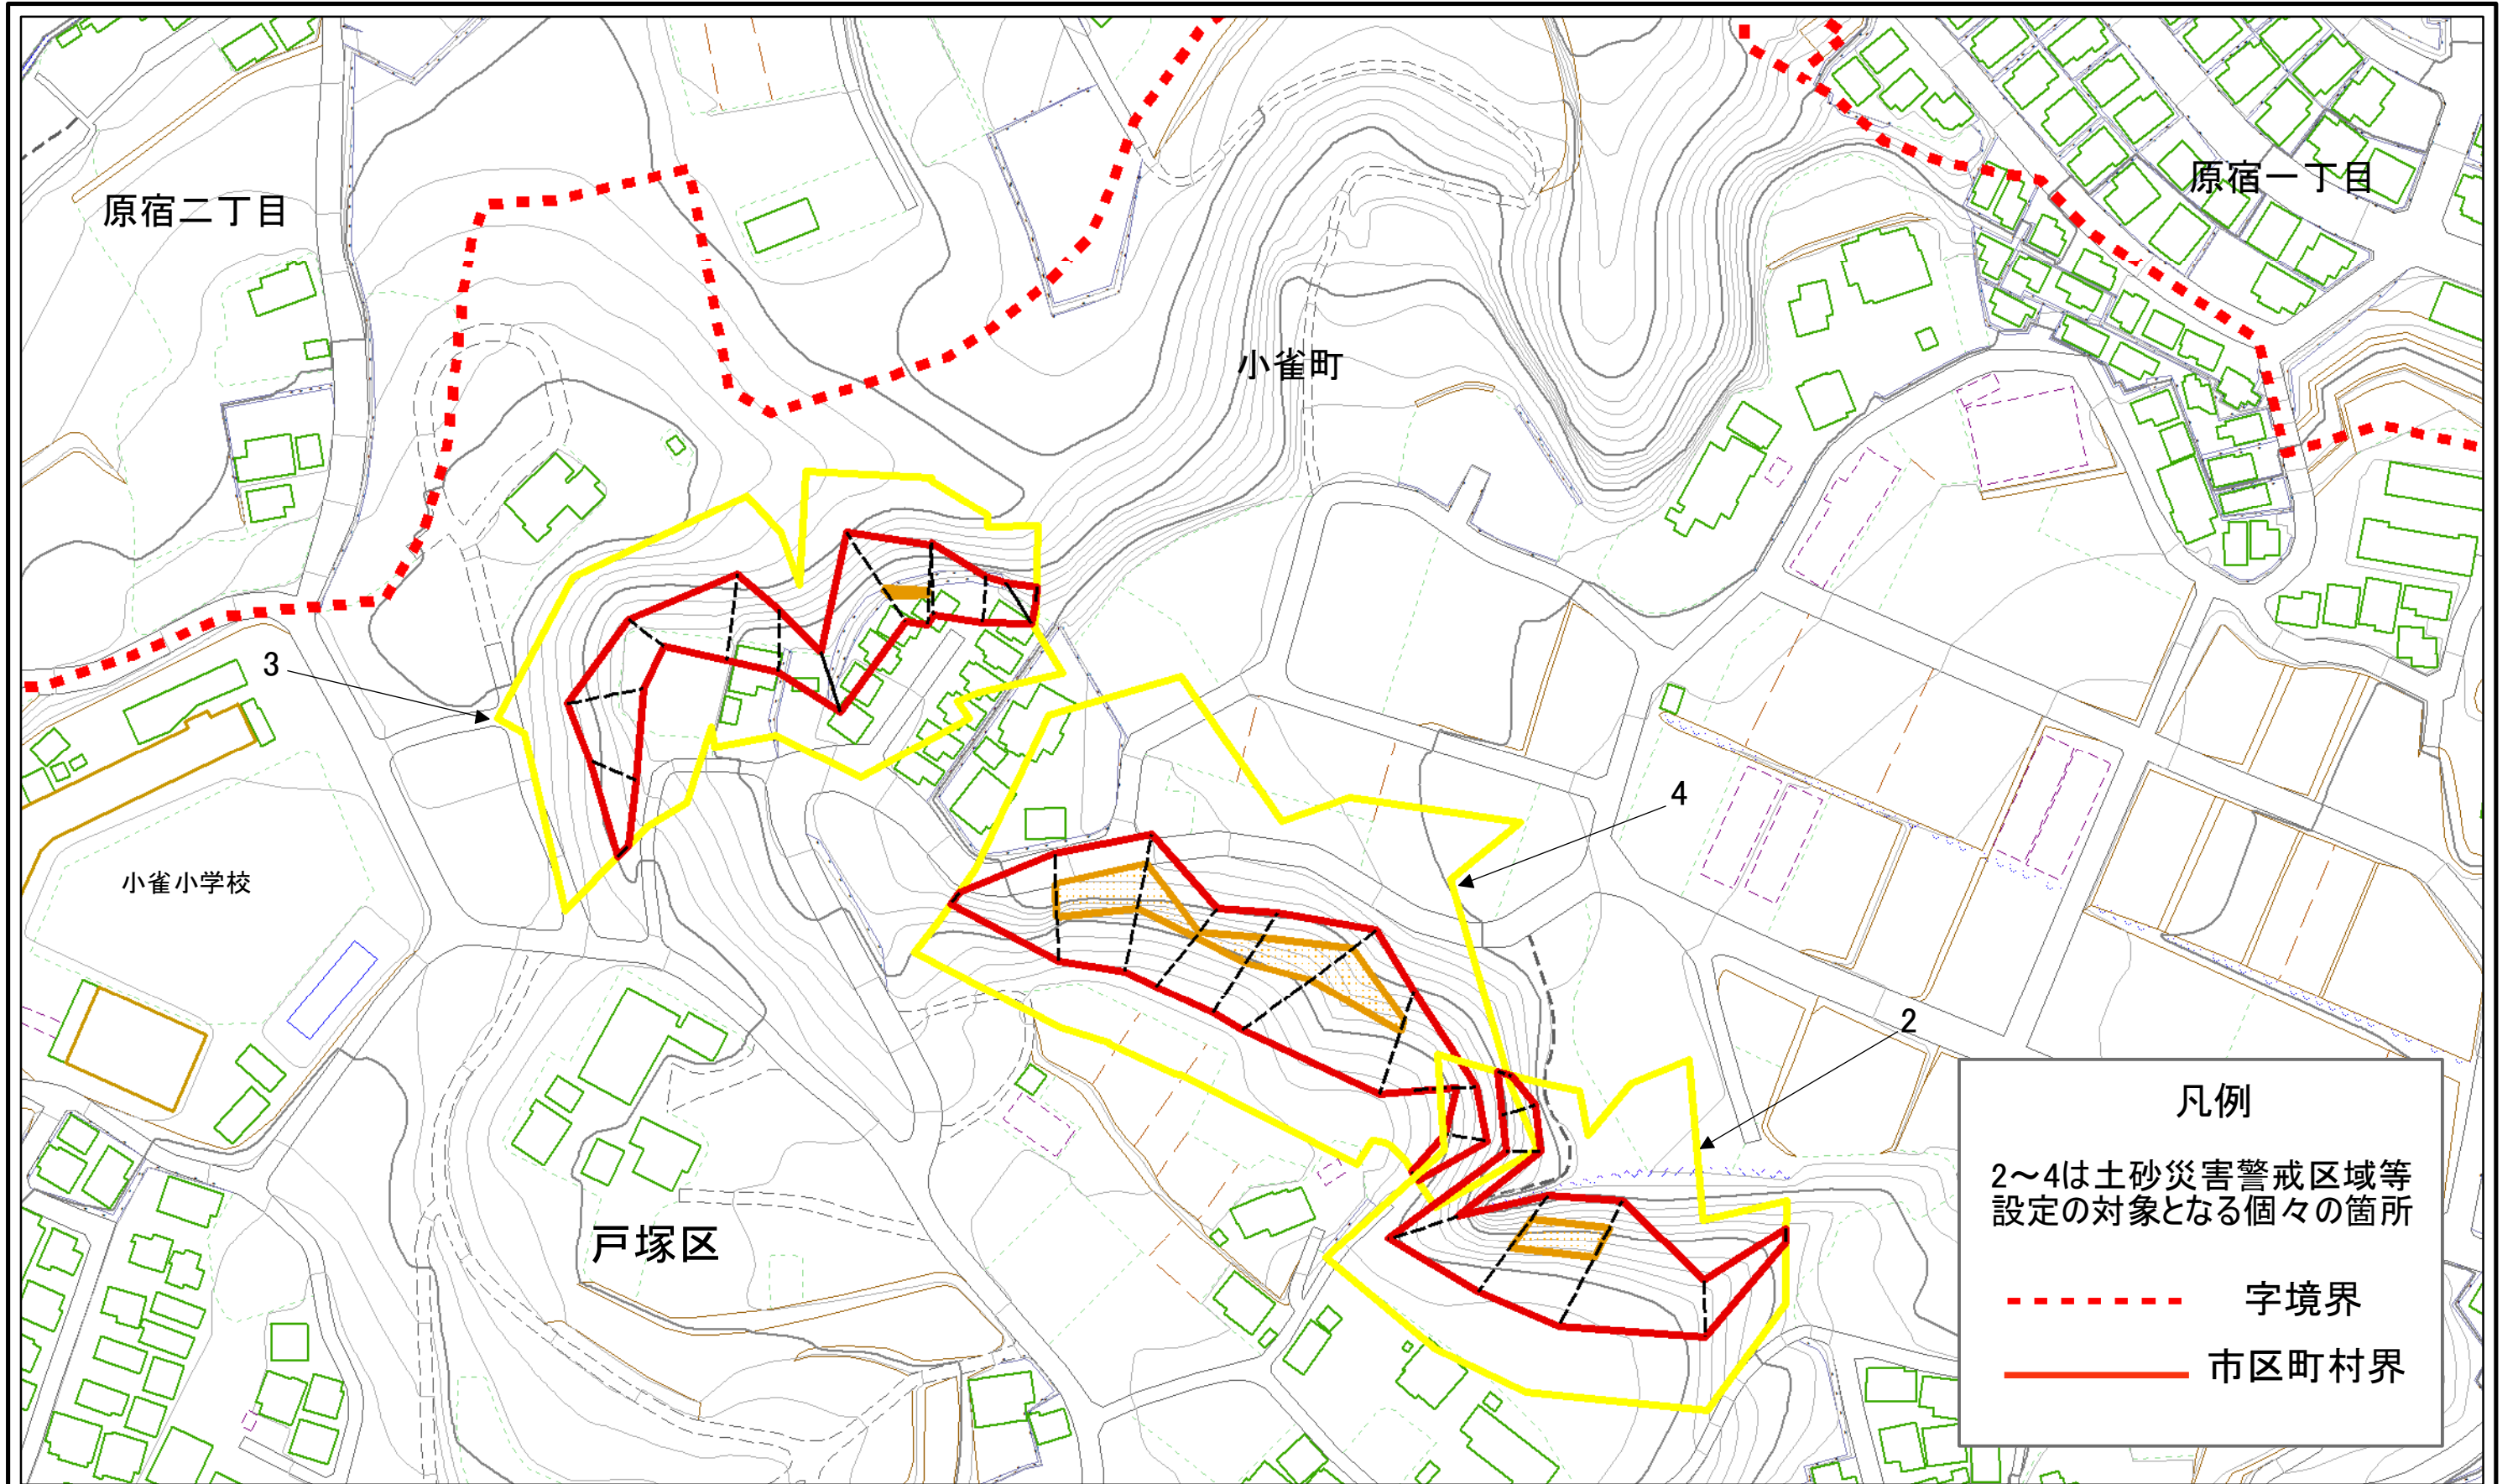 原宿一丁目
原宿二丁目
小雀町
3
4
小雀小学校
2
戸塚区
凡例
2～4は土砂災害警戒区域等
設定の対象となる個々の箇所
字境界
市区町村界